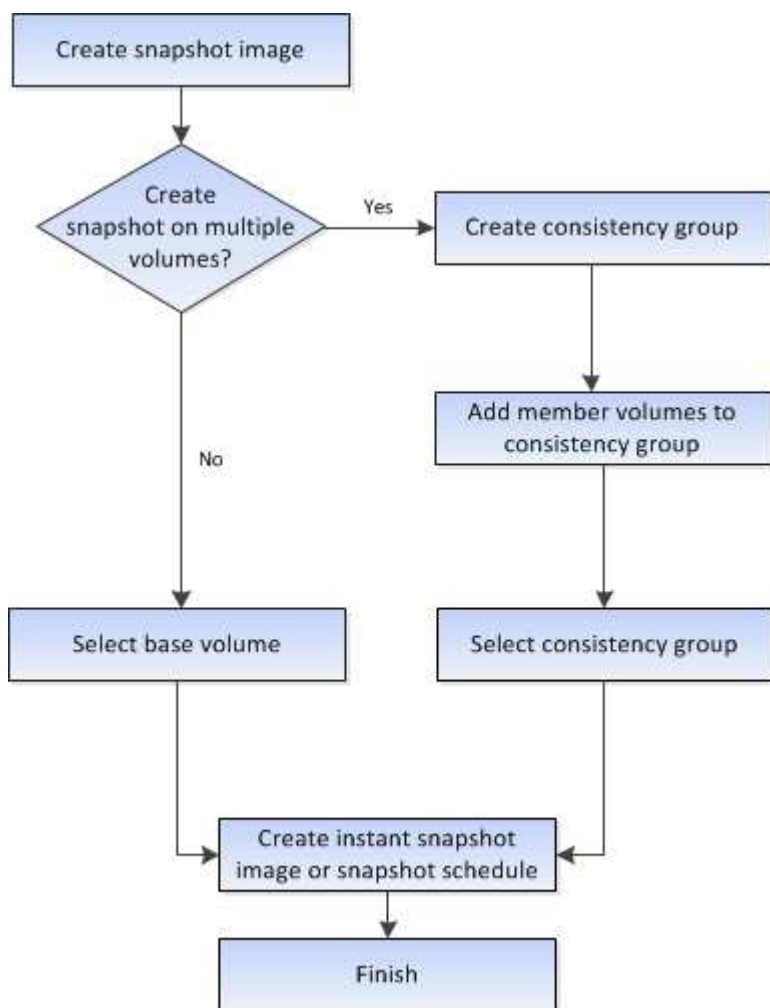 Create snapshot image
Create
snapshot on multiple
volumes?
Yes
Create consistency group
Add member volumes to
consistency group
No
Select base volume
Select consistency group
Create instant snapshot
image or snapshot schedule
Finish